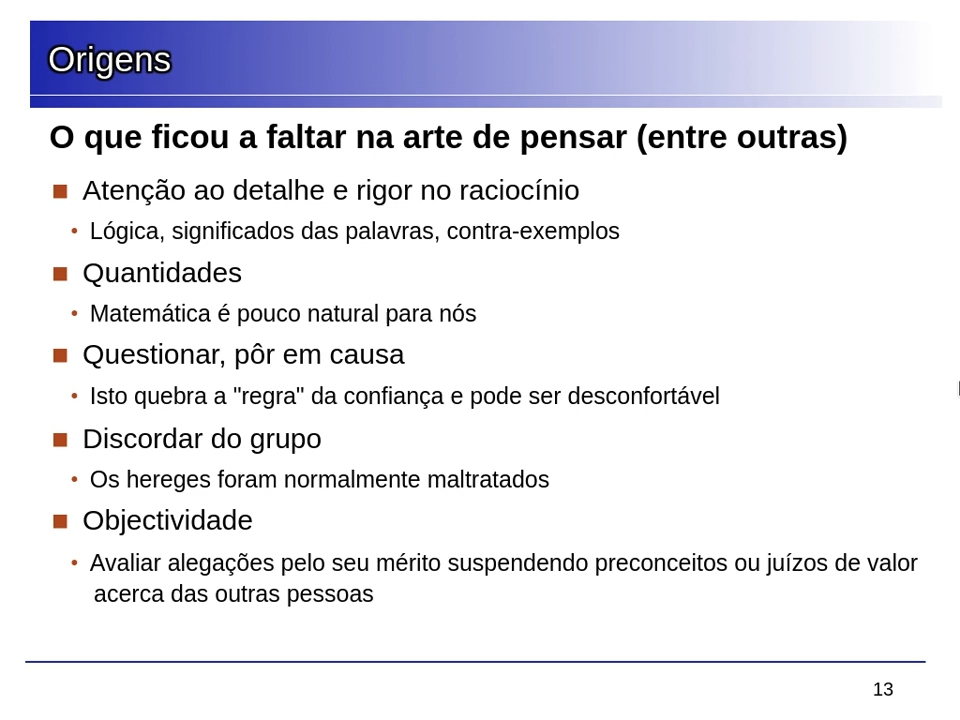 Origens
O que ficou a faltar na arte de pensar (entre outras)
■ Atenção ao detalhe e rigor no raciocínio
• Lógica, significados das palavras, contra-exemplos
■ Quantidades
• Matemática é pouco natural para nós
■ Questionar, pôr em causa
• Isto quebra a "regra" da confiança e pode ser desconfortável
■ Discordar do grupo
• Os hereges foram normalmente maltratados
■ Objectividade
• Avaliar alegações pelo seu mérito suspendendo preconceitos ou juízos de valor
acerca das outras pessoas
13